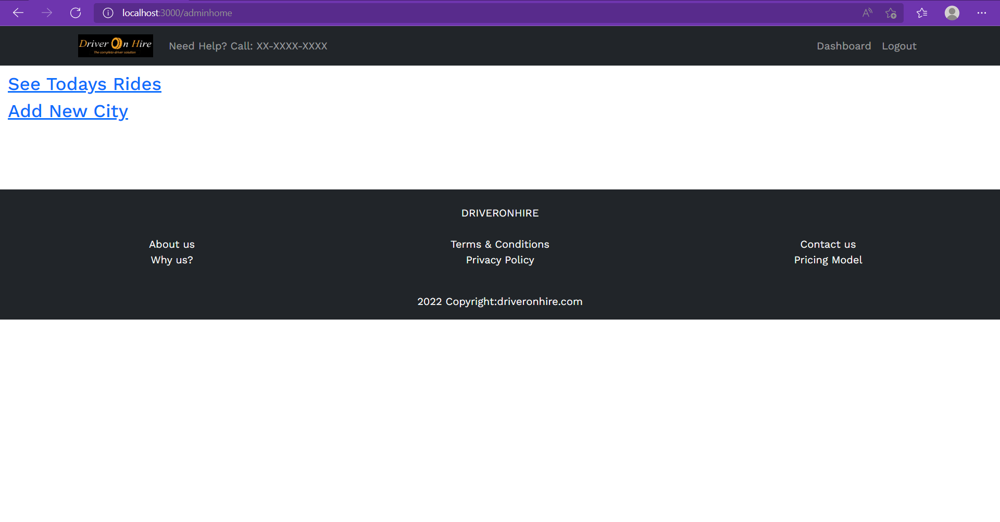 localhost:3000/adminhome
Driver On Hire
The complete driver solution
Need Help? Call: XX-XXXX-XXXX
Dashboard
Logout
See Todays Rides
Add New City
DRIVERONHIRE
About us
Why us?
Terms & Conditions
Privacy Policy
Contact us
Pricing Model
2022 Copyright:driveronhire.com